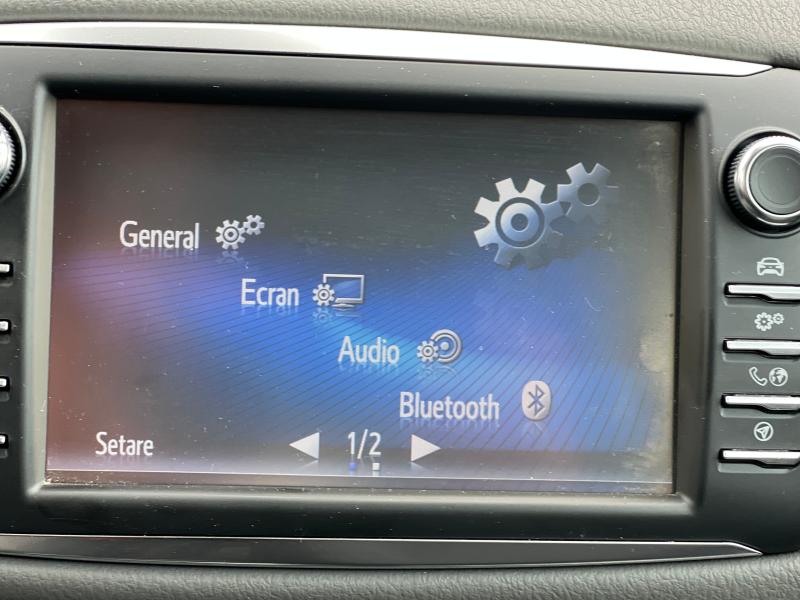 General
Ecran
Audio
Bluetooth
Setare
1/2